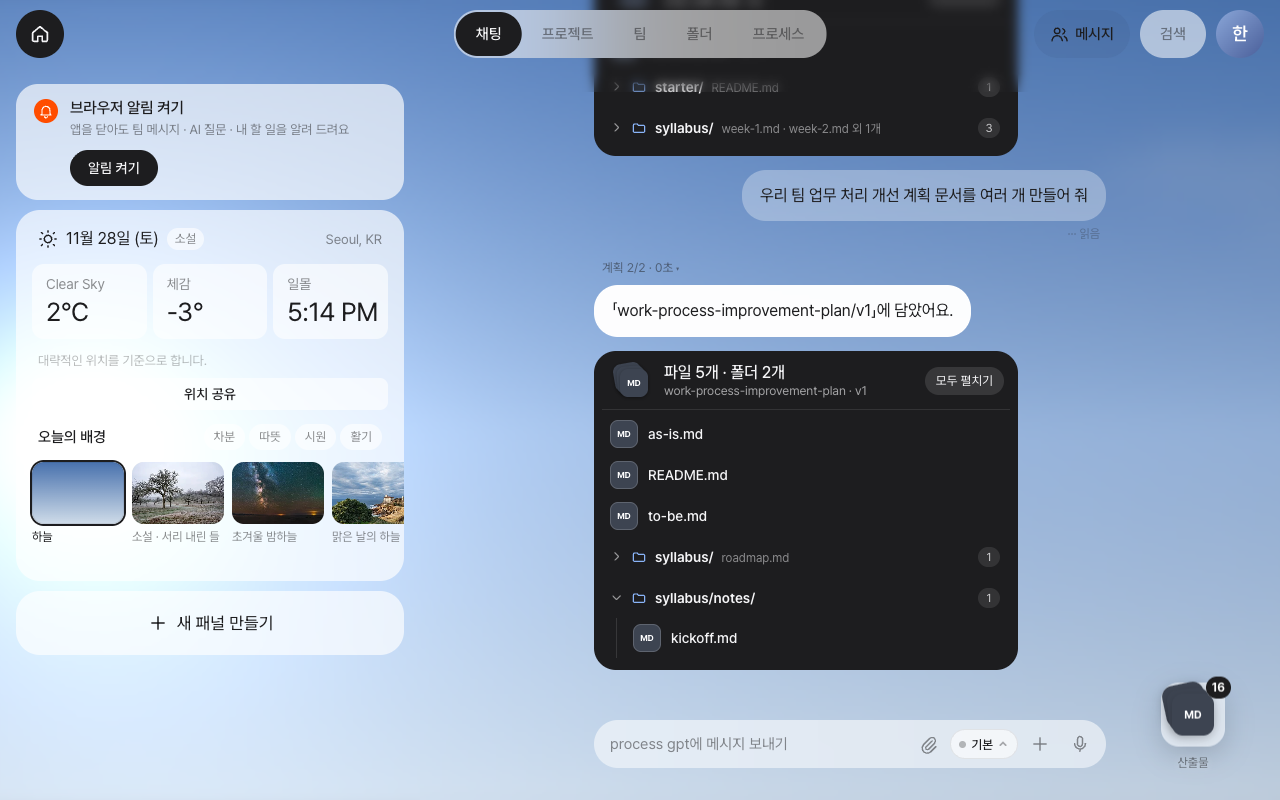 채팅
프로젝트
팀
폴더
프로세스
메시지
검색
한
브라우저 알림 켜기
앱을 닫아도 팀 메시지 · AI 질문 · 내 할 일을 알려 드려요
알림 켜기
11월 28일 (토)
소설
Seoul, KR
Clear Sky
2°C
체감
-3°
일몰
5:14 PM
대략적인 위치를 기준으로 합니다.
위치 공유
오늘의 배경
차분
따뜻
시원
활기
하늘
소설 · 서리 내린 들
초겨울 밤하늘
맑은 날의 하늘
새 패널 만들기
starter/ README.md
1
syllabus/ week-1.md · week-2.md 외 1개
3
우리 팀 업무 처리 개선 계획 문서를 여러 개 만들어 줘
읽음
계획 2/2 · 0초
「work-process-improvement-plan/v1」에 담았어요.
MD
파일 5개 · 폴더 2개
work-process-improvement-plan · v1
모두 펼치기
MD as-is.md
MD README.md
MD to-be.md
syllabus/ roadmap.md
1
syllabus/notes/
1
MD kickoff.md
process gpt에 메시지 보내기
기본
16
MD
산출물